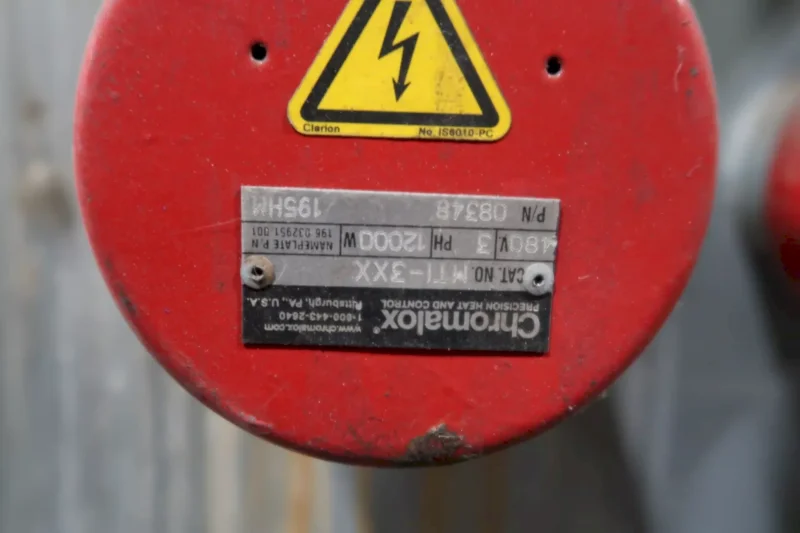 Clarion No. IS6010-PC
Chromalox®
PRECISION HEAT AND CONTROL
www.chromalox.com
1-800-443-2640
Pittsburgh, PA., U.S.A.
CAT. NO. MTI-3XX
480 V 3 PH 12000 W
NAMEPLATE P/N
196 032951 001
P/N 08348 195HM